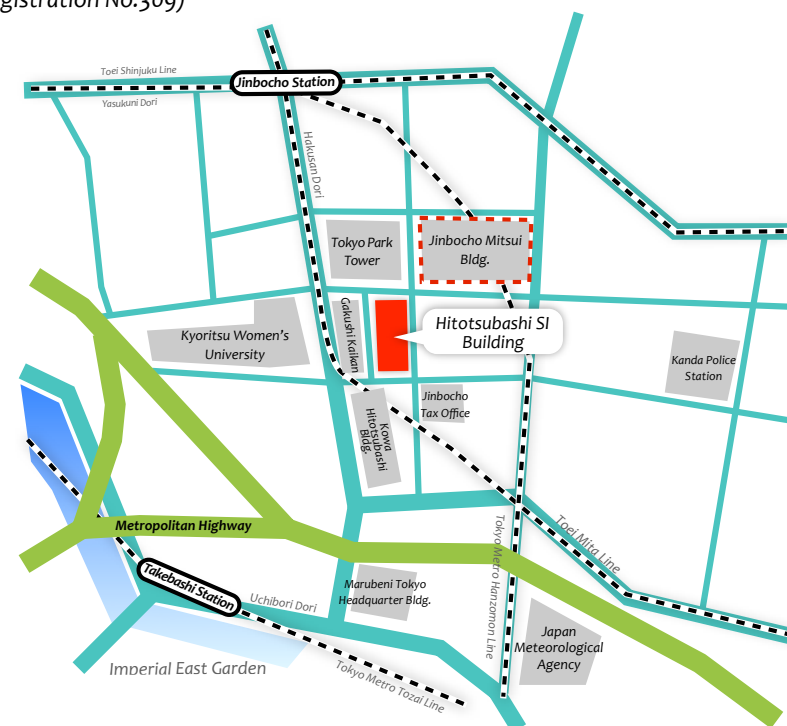 gistration No.309)
Toei Shinjuku Line
Jinbocho Station
Yasukuni Dori
Hakusan Dori
Tokyo Park
Tower
Jinbocho Mitsui
Bldg.
Gakushi Kaikan
Hitotsubashi SI
Building
Kyoritsu Women's
University
Kanda Police
Station
Jinbocho
Tax Office
Kowa
Hitotsubashi
Bldg.
Metropolitan Highway
Toei Mita Line
Tokyo Metro Hanzomon Line
Takebashi Station
Uchibori Dori
Marubeni Tokyo
Headquarter Bldg.
Japan
Meteorological
Agency
Imperial East Garden
Tokyo Metro Tozai Line